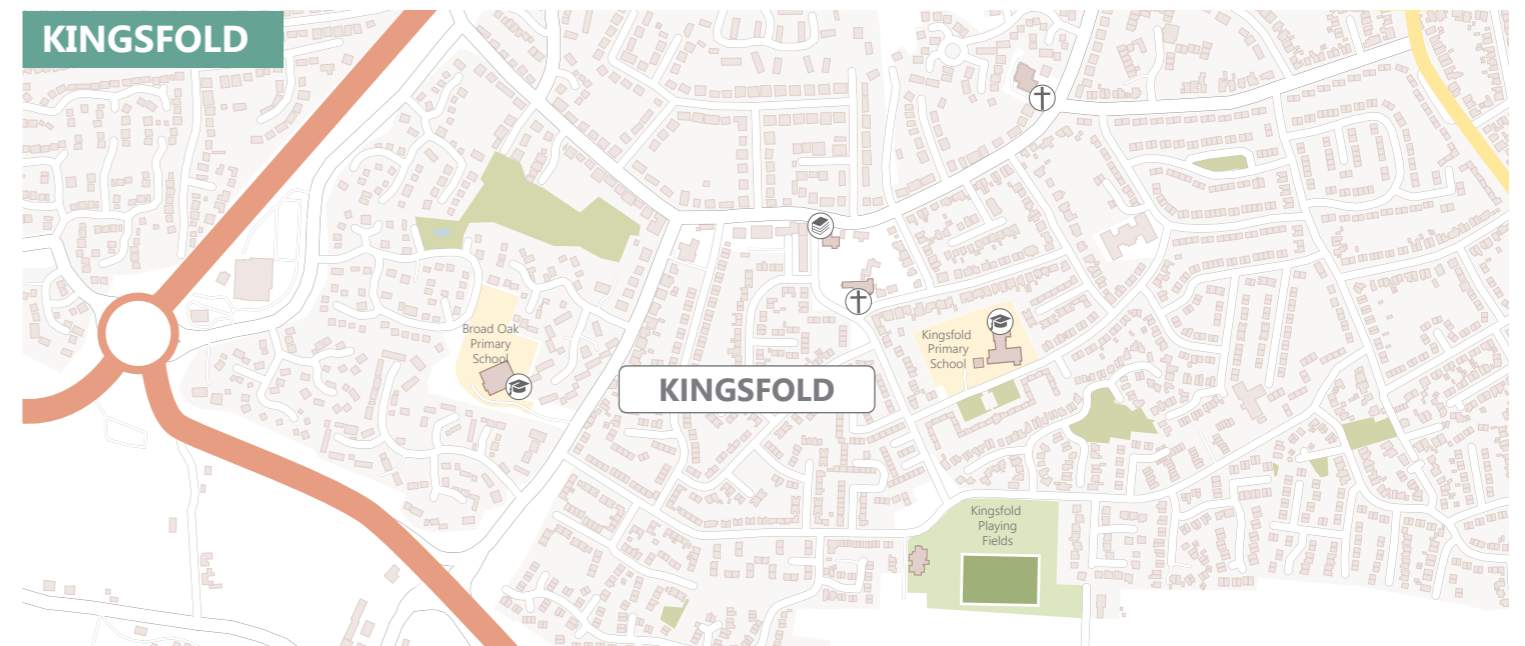 KINGSFOLD
Broad Oak
Primary
School
Kingsfold
Primary
School
KINGSFOLD
Kingsfold
Playing
Fields